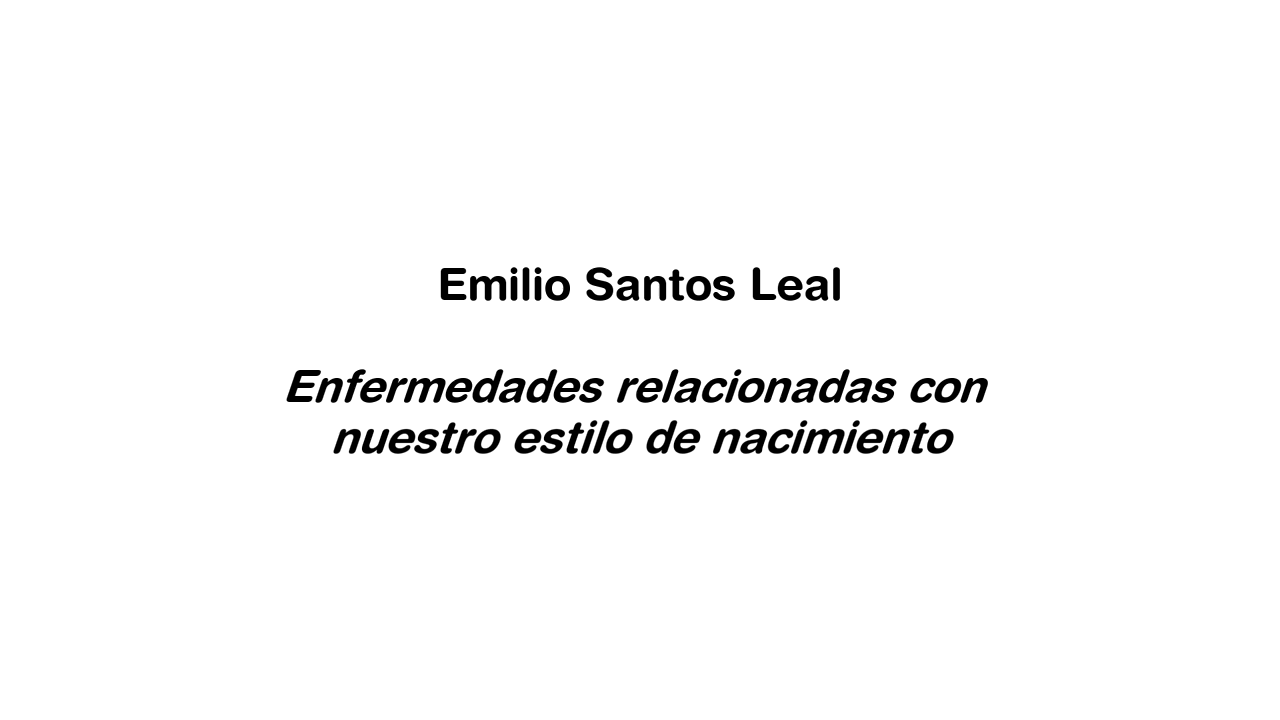 Emilio Santos Leal
Enfermedades relacionadas con
nuestro estilo de nacimiento